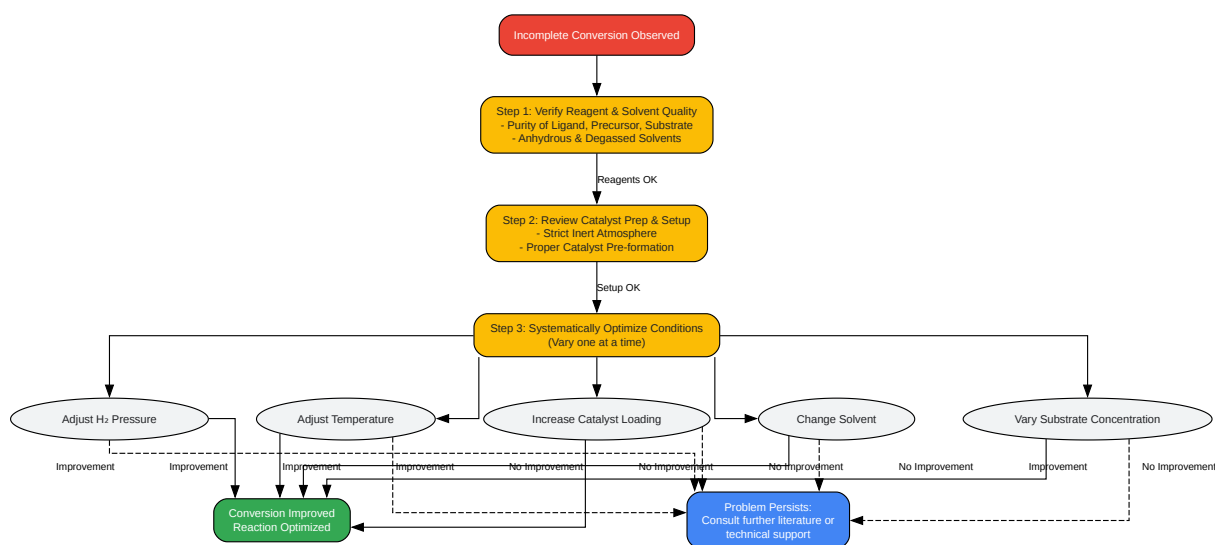 Incomplete Conversion Observed
Step 1: Verify Reagent & Solvent Quality
- Purity of Ligand, Precursor, Substrate
- Anhydrous & Degassed Solvents
Reagents OK
Step 2: Review Catalyst Prep & Setup
- Strict Inert Atmosphere
- Proper Catalyst Pre-formation
Setup OK
Step 3: Systematically Optimize Conditions
(Vary one at a time)
Adjust H₂ Pressure
Adjust Temperature
Increase Catalyst Loading
Change Solvent
Vary Substrate Concentration
Improvement
Improvement
Improvement
Improvement
No Improvement
No Improvement
No Improvement
No Improvement
Improvement
No Improvement
Conversion Improved
Reaction Optimized
Problem Persists:
Consult further literature or
technical support